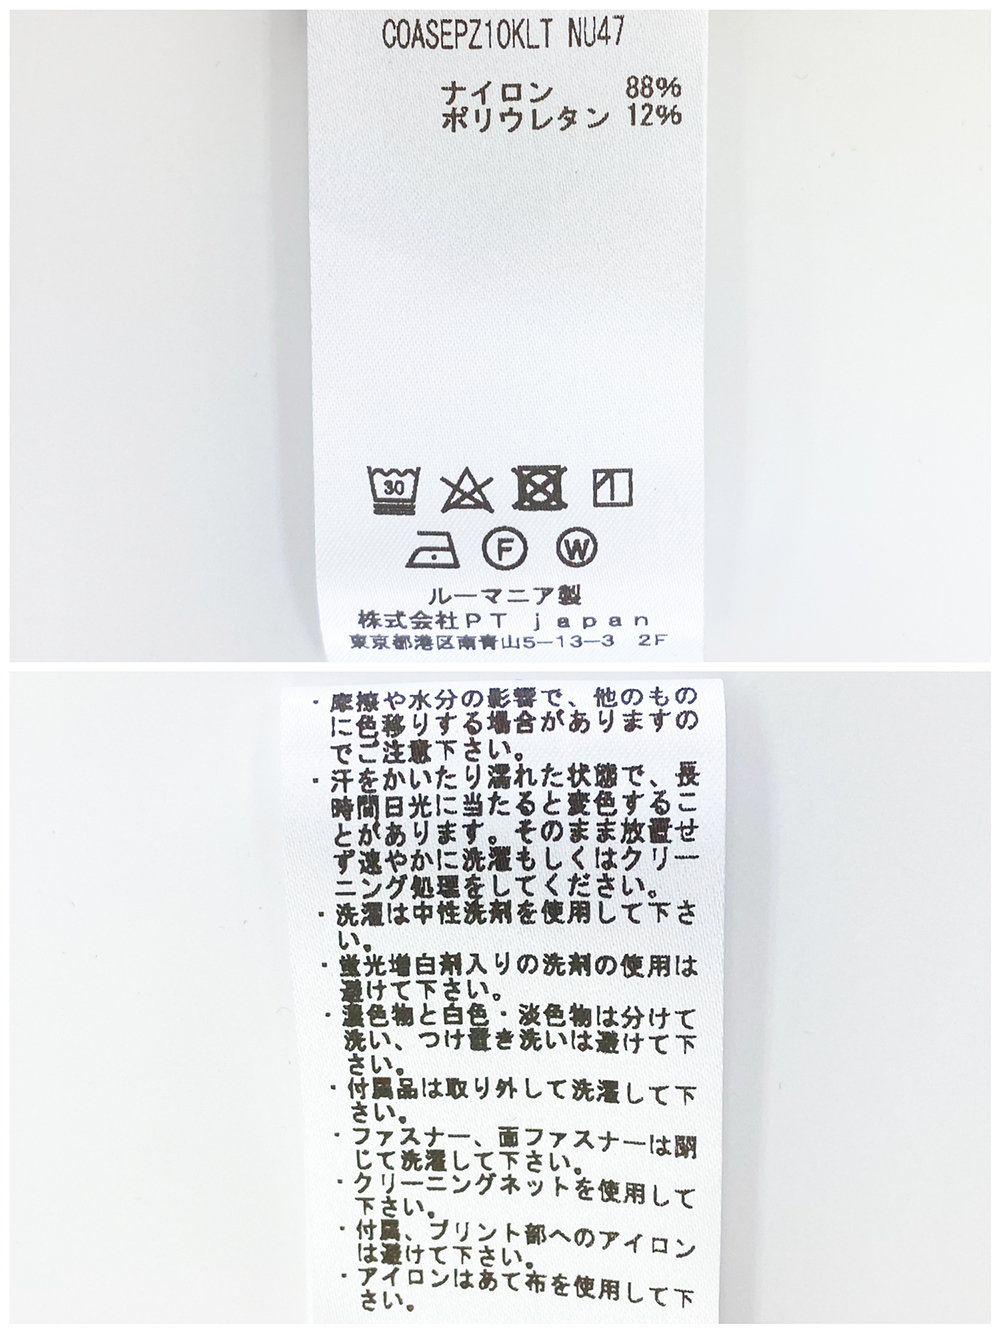 COASEPZ10KLT NU47
ナイロン 88%
ポリウレタン 12%
30
F W
ルーマニア製
株式会社PT japan
東京都港区南青山5-13-3 2F
・摩擦や水分の影響で、他のもの
に色移りする場合がありますの
でご注意下さい。
・汗をかいたり濡れた状態で、長
時間日光に当たると変色するこ
とがあります。そのまま放置せ
ず速やかに洗濯もしくはクリー
ニング処理をしてください。
・洗濯は中性洗剤を使用して下さ
い。
・蛍光増白剤入りの洗剤の使用は
避けて下さい。
・濃色物と白色・淡色物は分けて
洗い、つけ置き洗いは避けて下
さい。
・付属品は取り外して洗濯して下
さい。
・ファスナー、面ファスナーは閉
じて洗濯して下さい。
・クリーニングネットを使用して
下さい。
・付属、プリント部へのアイロン
は避けて下さい。
・アイロンはあて布を使用して下
さい。